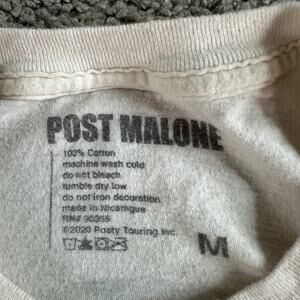 POST MALONE
100% Cotton
machine wash cold
do not bleach
tumble dry low
do not iron decoration
made in Nicaragua
RN# 90355
©2020 Posty Touring Inc.
M